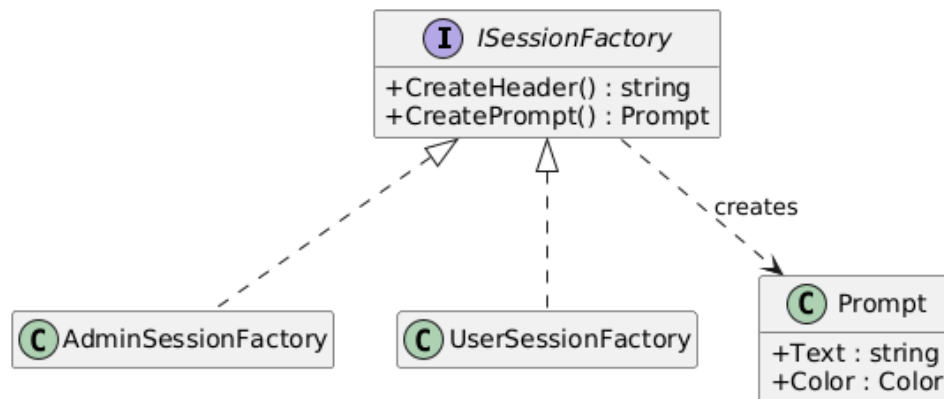 I ISessionFactory
+CreateHeader() : string
+CreatePrompt() : Prompt
creates
C AdminSessionFactory
C UserSessionFactory
C Prompt
+Text : string
+Color : Color